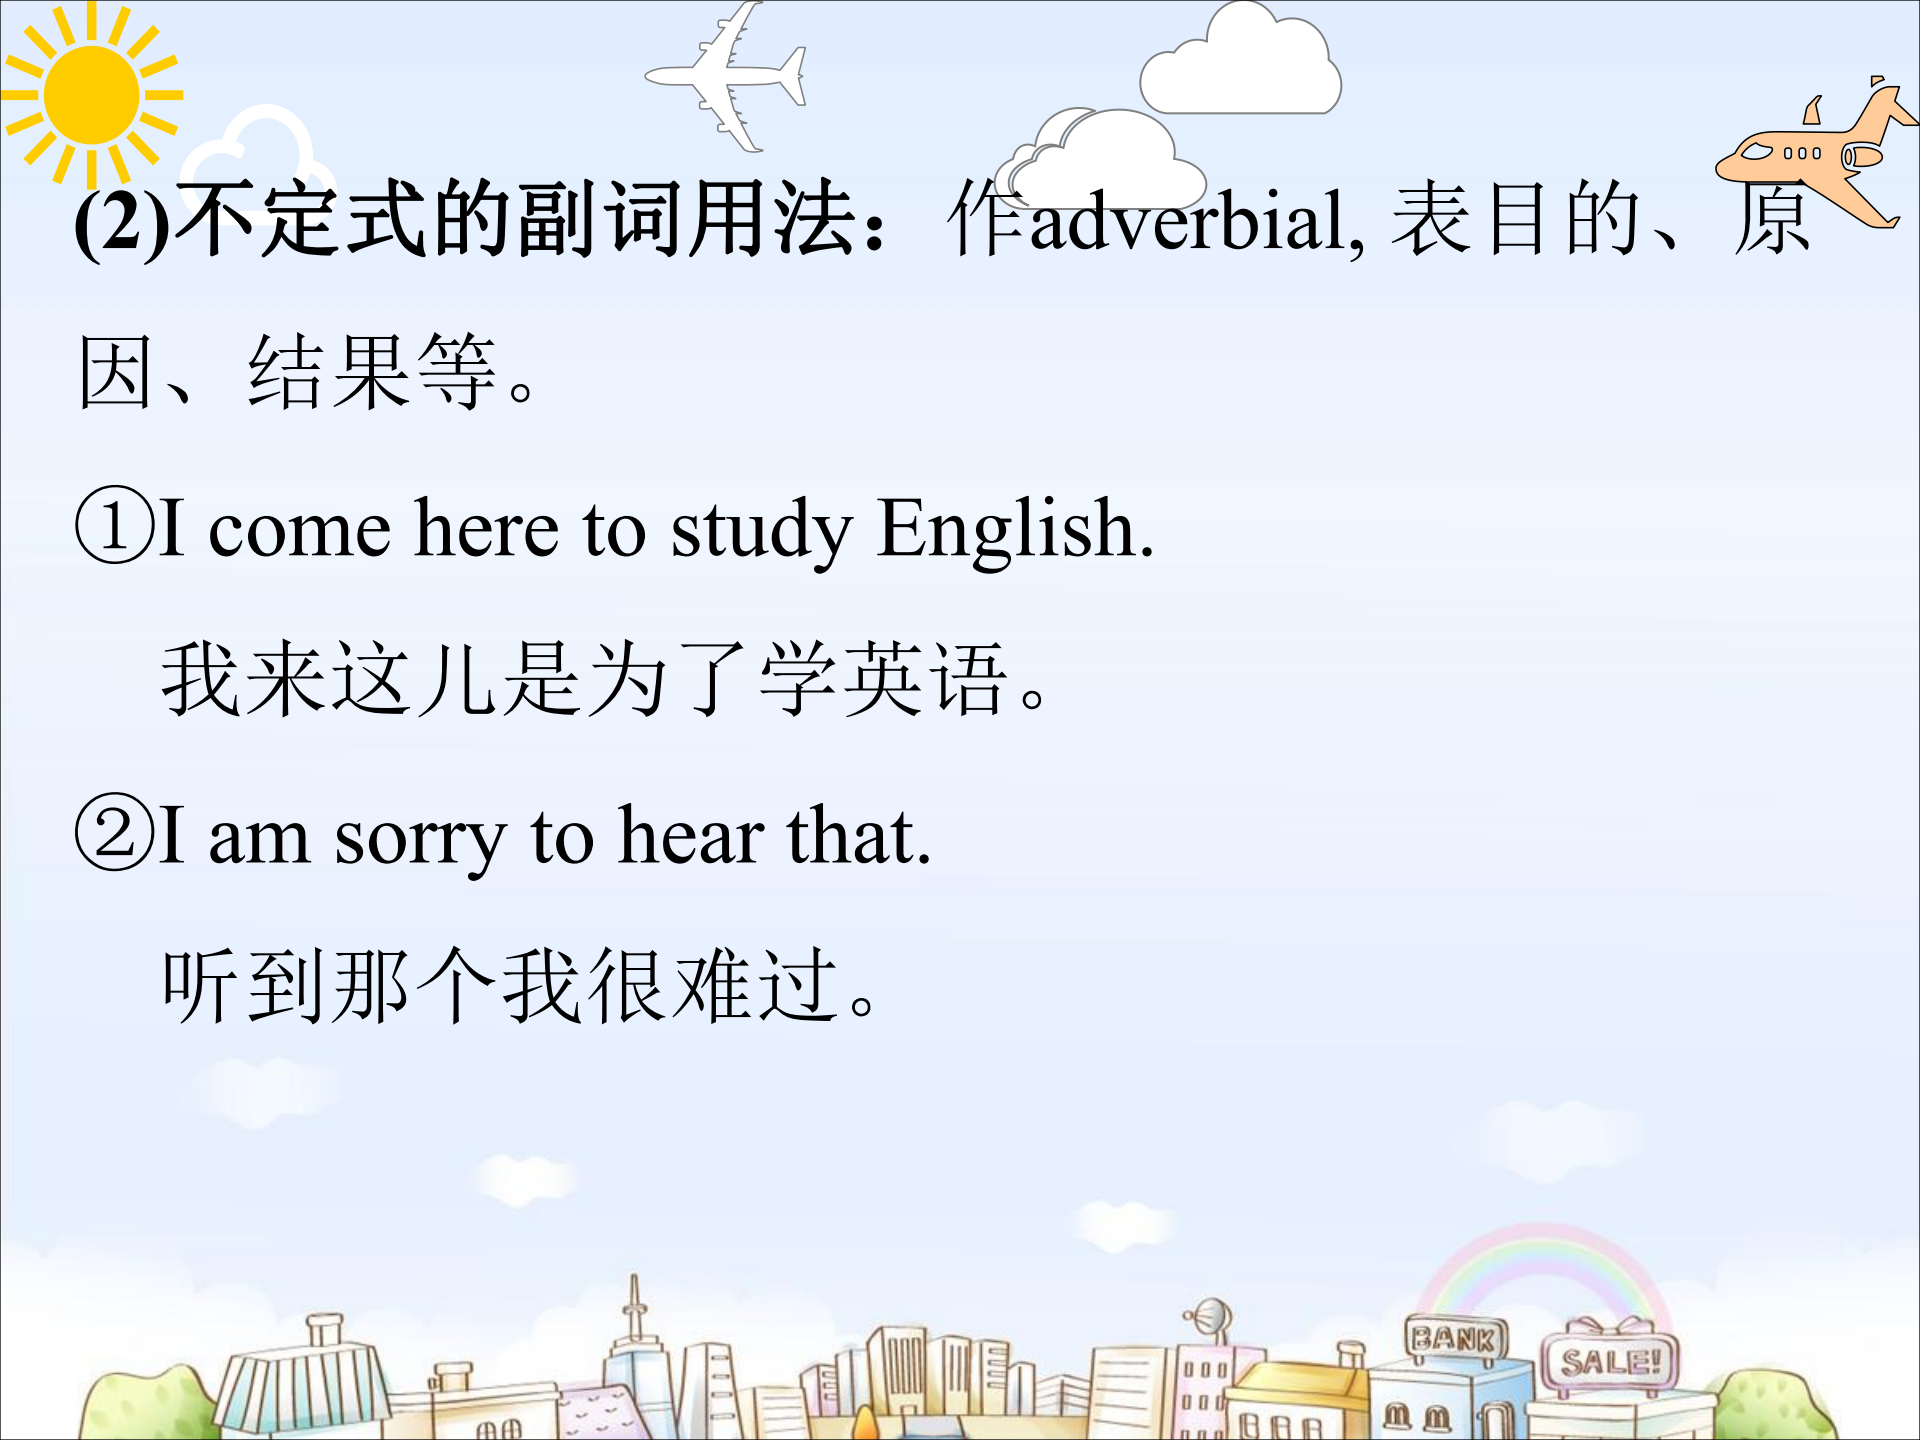 (2)不定式的副词用法： 作adverbial, 表目的、原
因、结果等。
①I come here to study English.
我来这儿是为了学英语。
②I am sorry to hear that.
听到那个我很难过。
BANK
SALE!